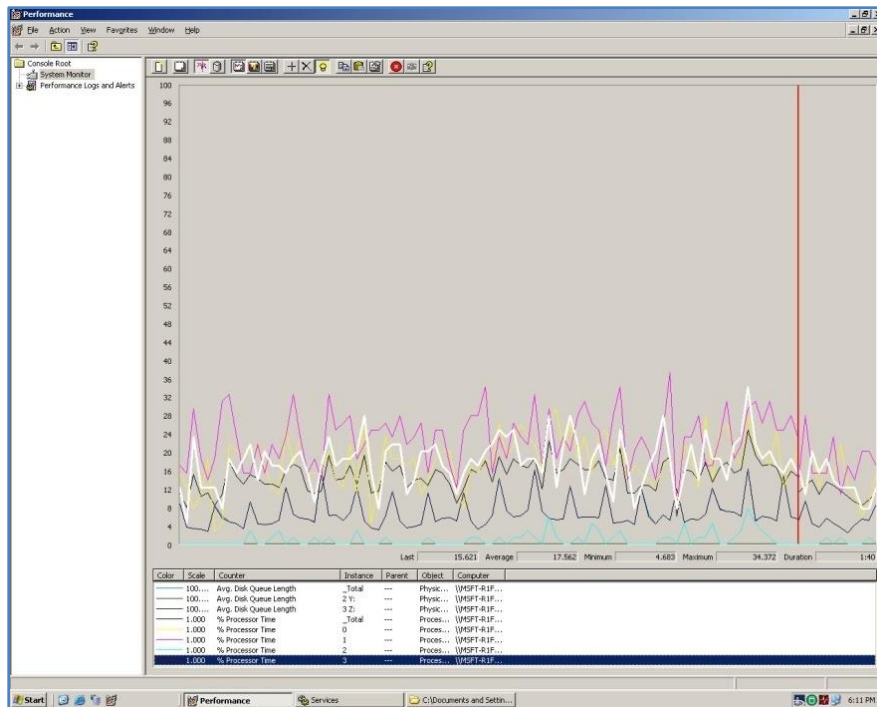 Performance
File Action View Favorites Window Help
Console Root
System Monitor
Performance Logs and Alerts
100
96
92
88
84
80
76
72
68
64
60
56
52
48
44
40
36
32
28
24
20
16
12
8
4
0
Last 15.621 Average 17.562 Minimum 4.683 Maximum 34.372 Duration 1:40
Color Scale Counter Instance Parent Object Computer
100.... Avg. Disk Queue Length _Total --- Physic... \\MSFT-R1F...
100.... Avg. Disk Queue Length 2 Y: --- Physic... \\MSFT-R1F...
100.... Avg. Disk Queue Length 3 Z: --- Physic... \\MSFT-R1F...
1.000 % Processor Time _Total --- Proces... \\MSFT-R1F...
1.000 % Processor Time 0 --- Proces... \\MSFT-R1F...
1.000 % Processor Time 1 --- Proces... \\MSFT-R1F...
1.000 % Processor Time 2 --- Proces... \\MSFT-R1F...
1.000 % Processor Time 3 --- Proces... \\MSFT-R1F...
Start Performance Services C:\Documents and Settin... 6:11 PM